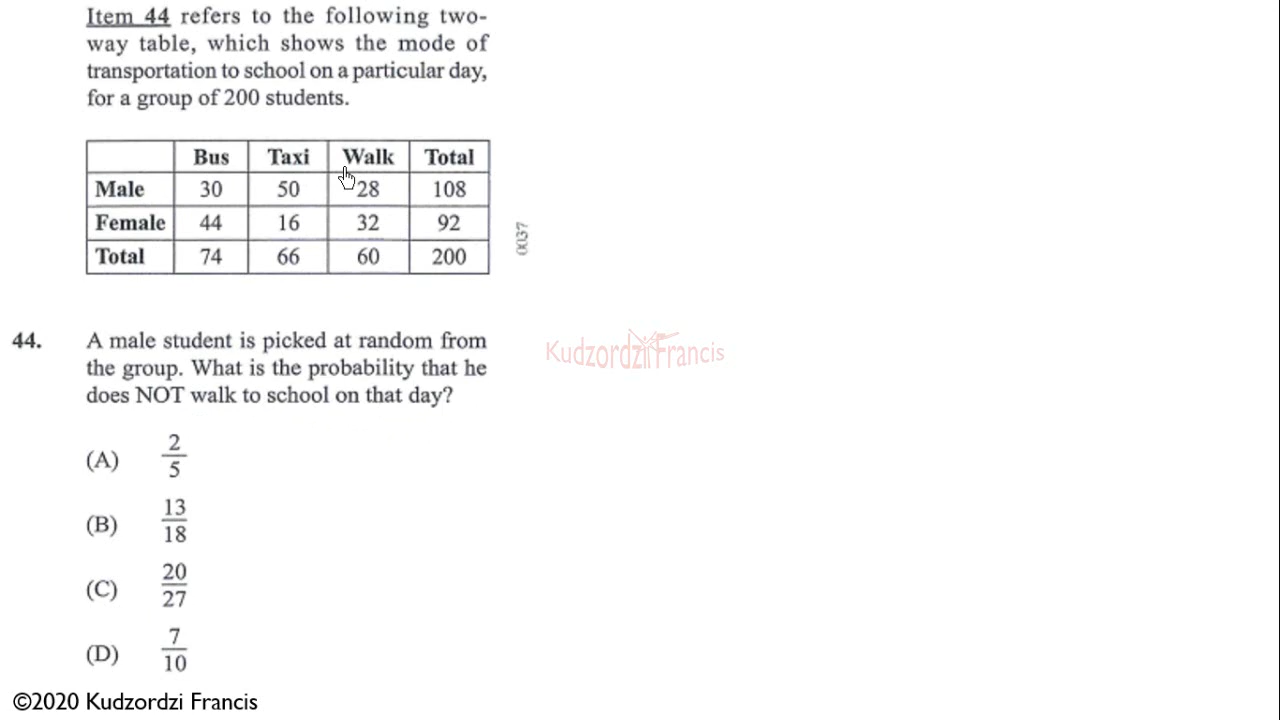 Item 44 refers to the following two-
way table, which shows the mode of
transportation to school on a particular day,
for a group of 200 students.
Bus Taxi Walk Total
Male 30 50 28 108
Female 44 16 32 92
Total 74 66 60 200
0037
44. A male student is picked at random from
the group. What is the probability that he
does NOT walk to school on that day?
(A) 2/5
(B) 13/18
(C) 20/27
(D) 7/10
Kudzordzi Francis
©2020 Kudzordzi Francis